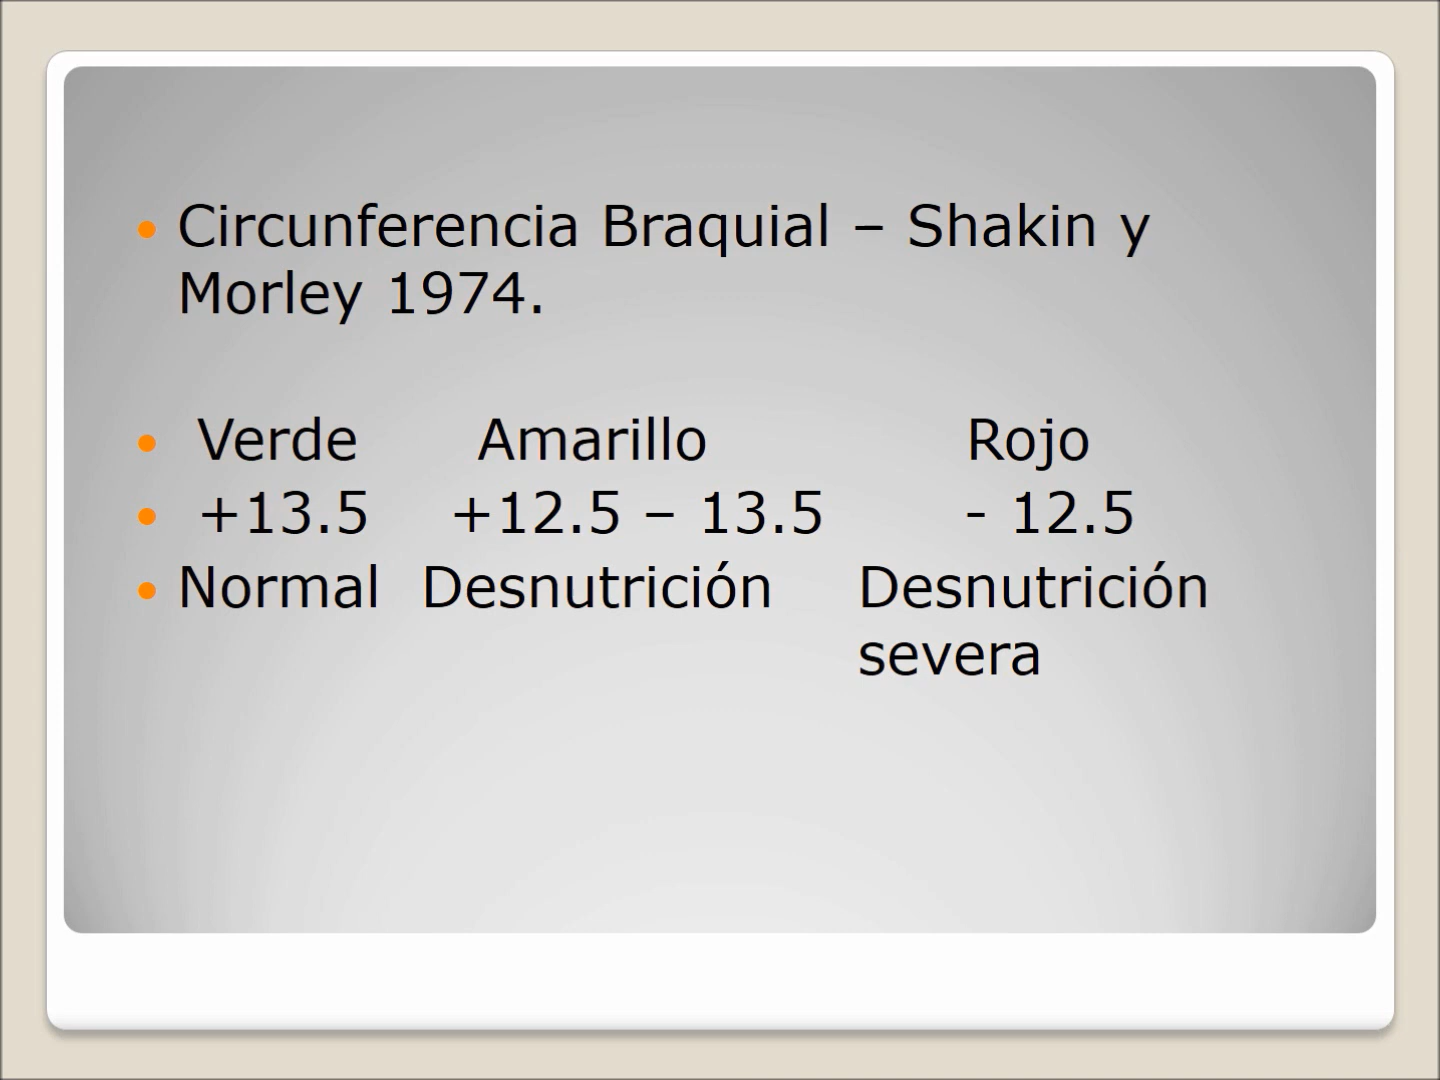 Circunferencia Braquial – Shakin y
Morley 1974.
Verde Amarillo Rojo
+13.5 +12.5 – 13.5 - 12.5
Normal Desnutrición Desnutrición
severa